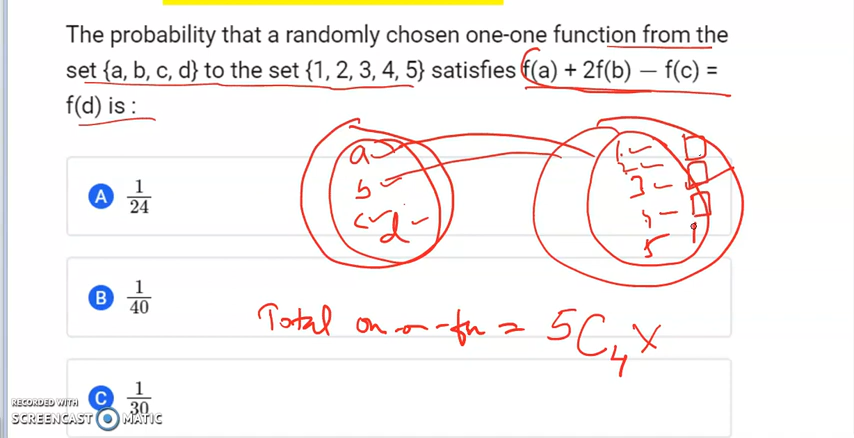 The probability that a randomly chosen one-one function from the
set {a, b, c, d} to the set {1, 2, 3, 4, 5} satisfies f(a) + 2f(b) – f(c) =
f(d) is :
a
b
c d
1
2
3
4
5
A 1/24
B 1/40
Total on-o-fn = 5C4 X
C 1/30
RECORDED WITH
SCREENCAST MATIC